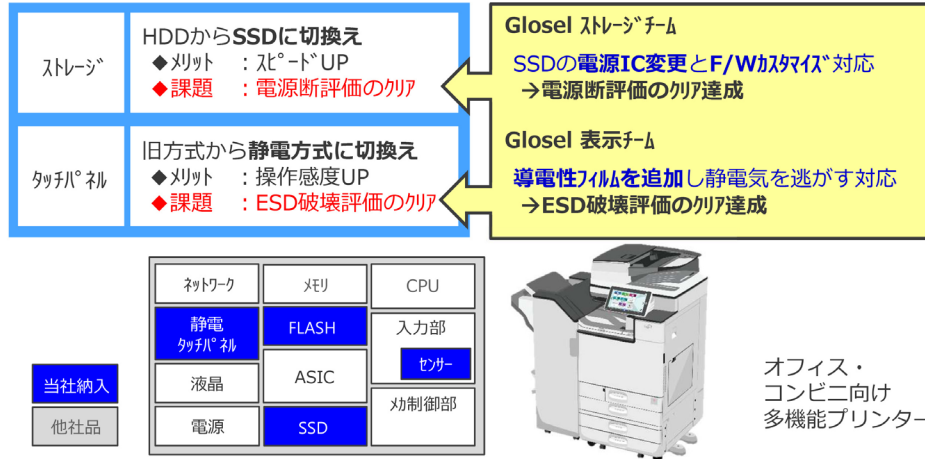 ストレージ
HDDからSSDに切換え
◆メリット ：スピードUP
◆課題 ：電源断評価のクリア
タッチパネル
旧方式から静電方式に切換え
◆メリット ：操作感度UP
◆課題 ：ESD破壊評価のクリア
Glosel ストレージチーム
SSDの電源IC変更とF/Wカスタマイズ対応
→電源断評価のクリア達成
Glosel 表示チーム
導電性フィルムを追加し静電気を逃がす対応
→ESD破壊評価のクリア達成
当社納入
他社品
ネットワーク
メモリ
CPU
静電
タッチパネル
FLASH
入力部
センサー
液晶
ASIC
メカ制御部
電源
SSD
オフィス・
コンビニ向け
多機能プリンター